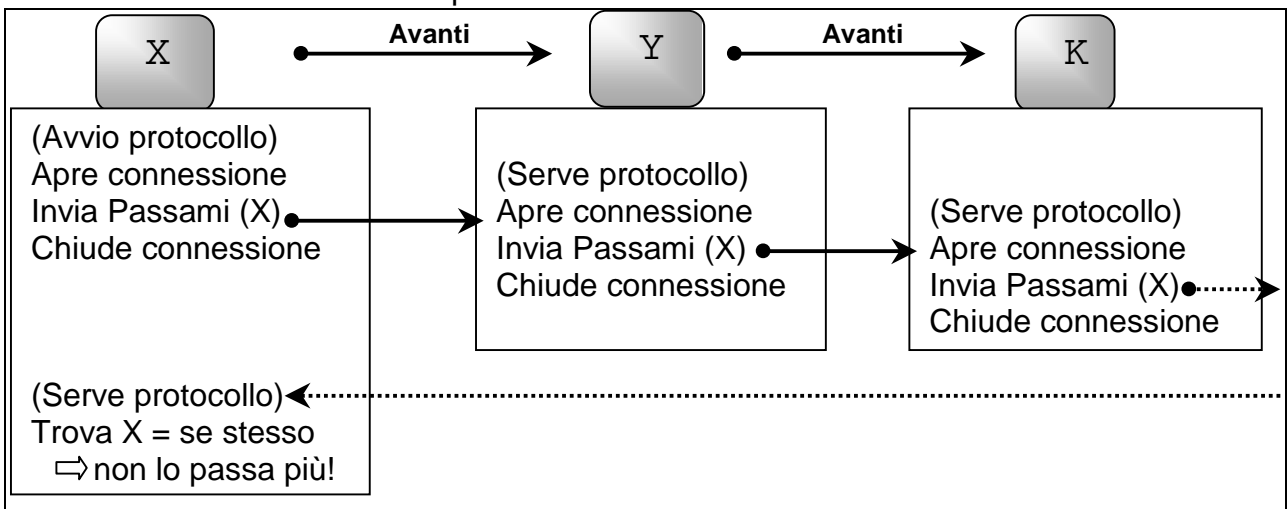 X
Avanti
Y
Avanti
K
(Avvio protocollo)
Apre connessione
Invia Passami (X)
Chiude connessione
(Serve protocollo)
Trova X = se stesso
non lo passa più!
(Serve protocollo)
Apre connessione
Invia Passami (X)
Chiude connessione
(Serve protocollo)
Apre connessione
Invia Passami (X)
Chiude connessione